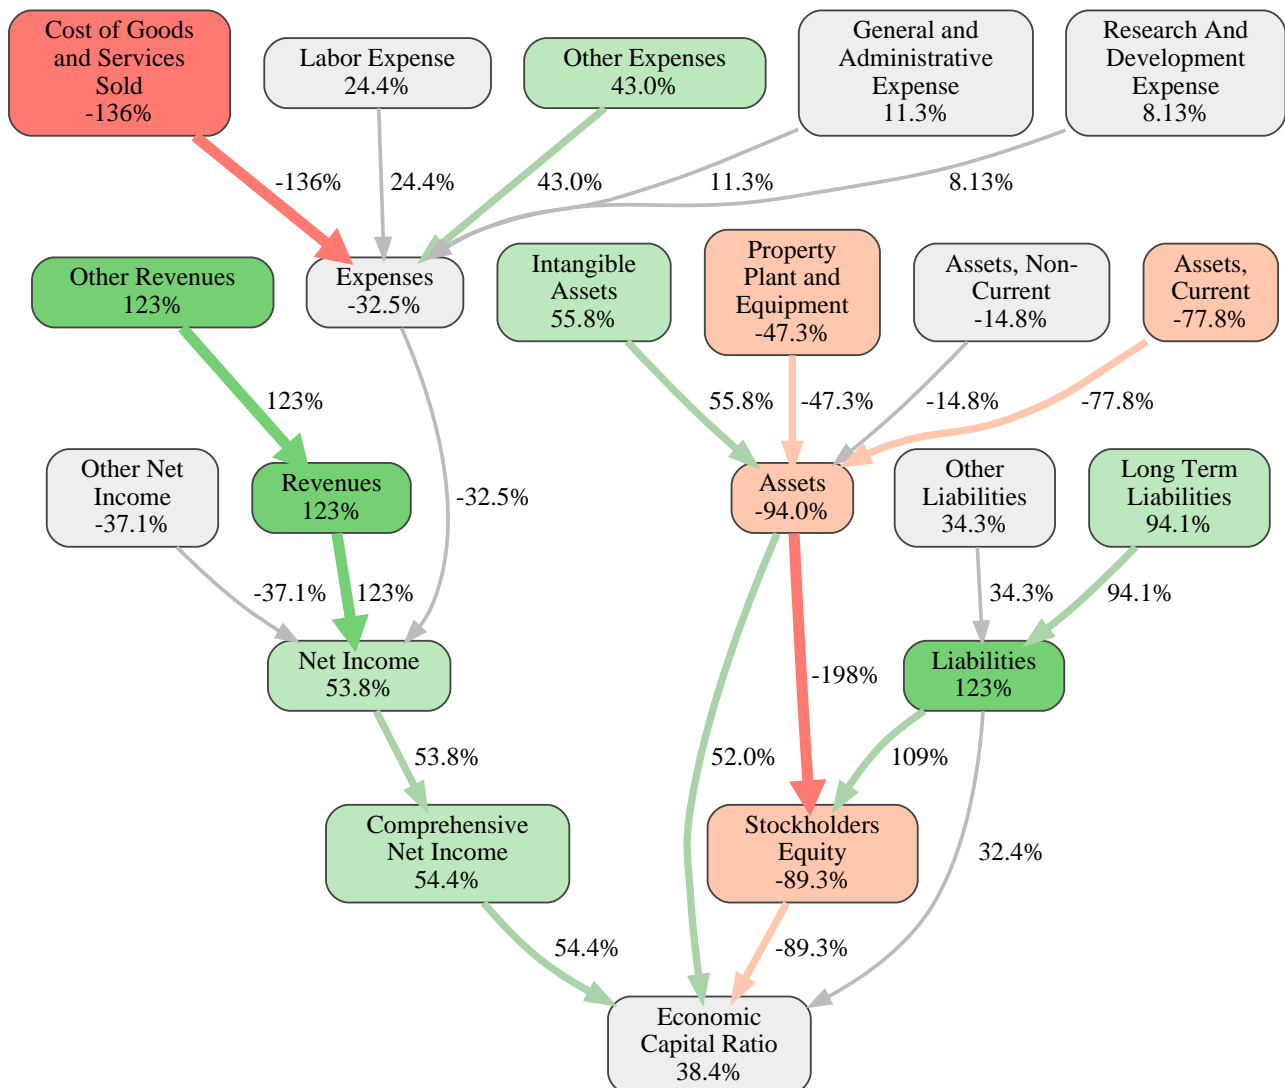 Cost of Goods
and Services
Sold
-136%
Labor Expense
24.4%
Other Expenses
43.0%
General and
Administrative
Expense
11.3%
Research And
Development
Expense
8.13%
-136%
24.4%
43.0%
11.3%
8.13%
Other Revenues
123%
Expenses
-32.5%
Intangible
Assets
55.8%
Property
Plant and
Equipment
-47.3%
Assets, Non-
Current
-14.8%
Assets,
Current
-77.8%
123%
55.8%
-47.3%
-14.8%
-77.8%
Other Net
Income
-37.1%
Revenues
123%
-32.5%
Assets
-94.0%
Other
Liabilities
34.3%
Long Term
Liabilities
94.1%
-37.1%
123%
34.3%
94.1%
Net Income
53.8%
-198%
Liabilities
123%
53.8%
52.0%
109%
Comprehensive
Net Income
54.4%
Stockholders
Equity
-89.3%
32.4%
54.4%
-89.3%
Economic
Capital Ratio
38.4%